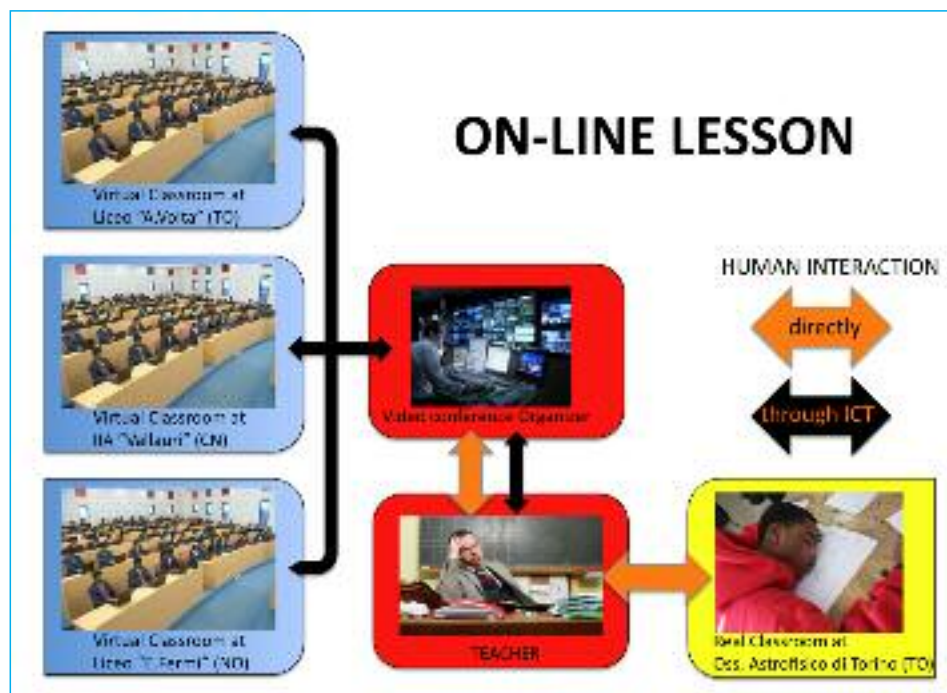 ON-LINE LESSON
Virtual Classroom at
Liceo "A.Volta" (TO)
HUMAN INTERACTION
directly
through ICT
Virtual Classroom at
IIA "Vallauri" (CN)
Video conference Organizer
Virtual Classroom at
Liceo "E.Fermi" (NO)
TEACHER
Real Classroom at
Oss. Astrofisico di Torino (TO)